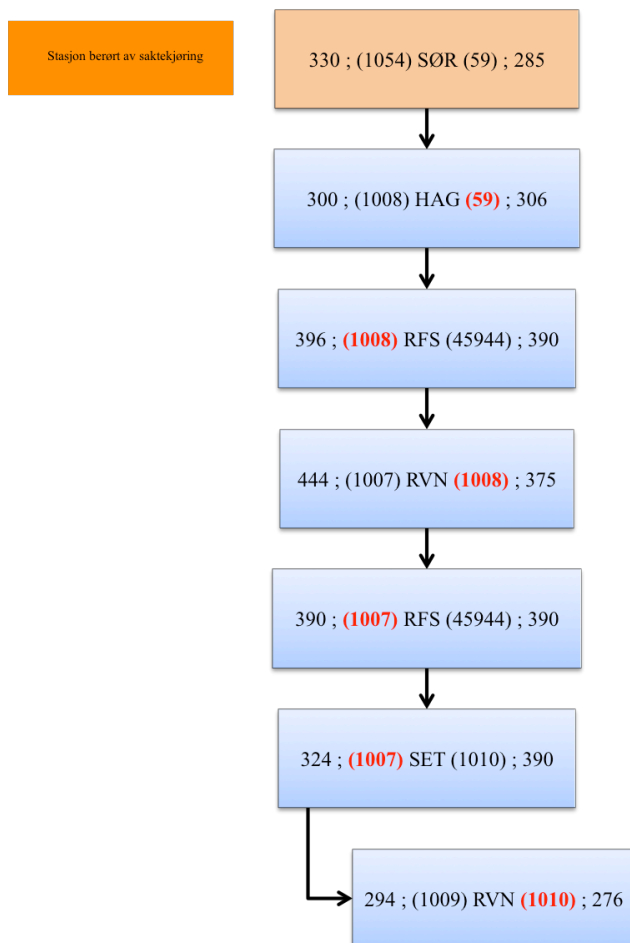 Stasjon berørt av saktekjøring
330 ; (1054) SØR (59) ; 285
300 ; (1008) HAG (59) ; 306
396 ; (1008) RFS (45944) ; 390
444 ; (1007) RVN (1008) ; 375
390 ; (1007) RFS (45944) ; 390
324 ; (1007) SET (1010) ; 390
294 ; (1009) RVN (1010) ; 276